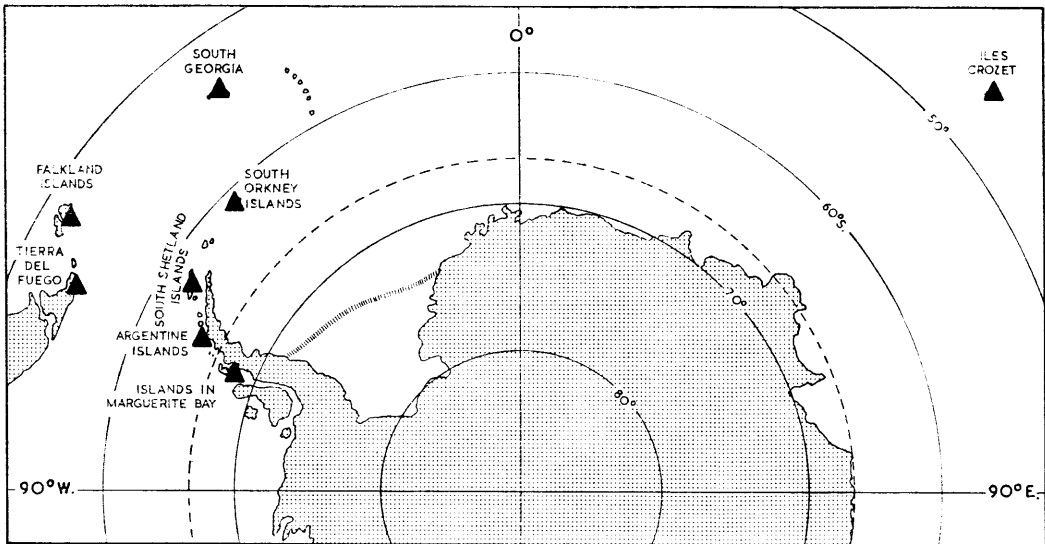 0°
SOUTH
GEORGIA
ILES
CROZET
50°
FALKLAND
ISLANDS
SOUTH
ORKNEY
ISLANDS
60°S.
TIERRA
DEL
FUEGO
SOUTH SHETLAND
ISLANDS
70°
ARGENTINE
ISLANDS
ISLANDS IN
MARGUERITE BAY
80°
90°W.
90°E.